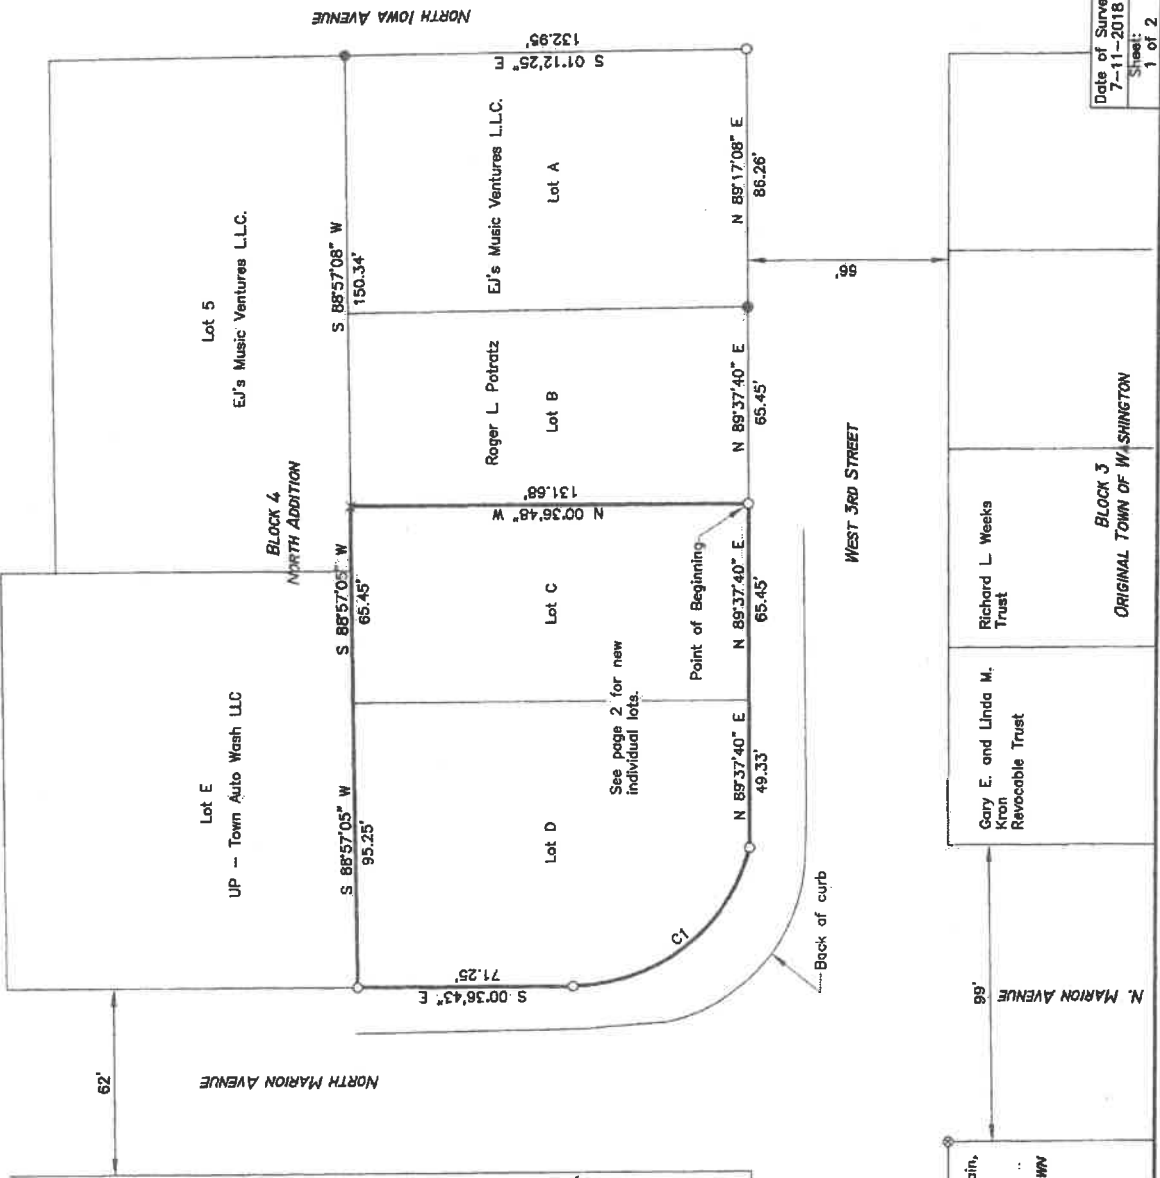 NORTH IOWA AVENUE
Lot 5
EJ's Music Ventures L.L.C.
BLOCK 4
NORTH ADDITION
Lot E
UP - Town Auto Wash LLC
S 88°57'08" W
150.34'
S 88°57'05" W
65.45'
S 88°57'05" W
95.25'
S 01°12'25" E
132.95'
EJ's Music Ventures L.L.C.
Lot A
Roger L. Potratz
Lot B
N 00°36'48" W
131.68'
Lot C
See page 2 for new
individual lots.
Lot D
Point of Beginning
S 00°36'43" E
71.25'
C1
N 89°17'08" E
86.26'
N 89°37'40" E
65.45'
N 89°37'40" E
65.45'
N 89°37'40" E
49.33'
Back of curb
66'
WEST 3RD STREET
62'
NORTH MARION AVENUE
99'
N. MARION AVENUE
Gary E. and Linda M.
Kron
Revocable Trust
Richard L. Weeks
Trust
BLOCK 3
ORIGINAL TOWN OF WASHINGTON
Date of Surve
7-11-2018
Sheet:
1 of 2
ain,
WN